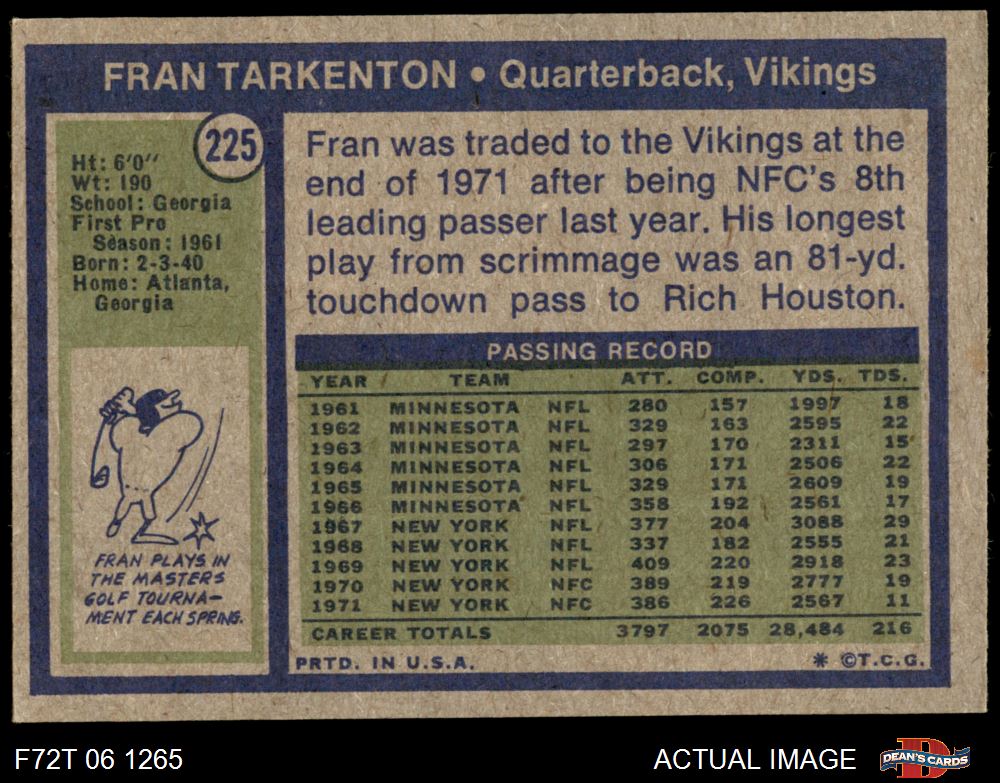 FRAN TARKENTON • Quarterback, Vikings
225
Ht: 6'0''
Wt: 190
School: Georgia
First Pro
Season: 1961
Born: 2-3-40
Home: Atlanta,
Georgia
FRAN PLAYS IN
THE MASTERS
GOLF TOURNA-
MENT EACH SPRING.
Fran was traded to the Vikings at the
end of 1971 after being NFC's 8th
leading passer last year. His longest
play from scrimmage was an 81-yd.
touchdown pass to Rich Houston.
PASSING RECORD
YEAR TEAM ATT. COMP. YDS. TDS.
1961 MINNESOTA NFL 280 157 1997 18
1962 MINNESOTA NFL 329 163 2595 22
1963 MINNESOTA NFL 297 170 2311 15
1964 MINNESOTA NFL 306 171 2506 22
1965 MINNESOTA NFL 329 171 2609 19
1966 MINNESOTA NFL 358 192 2561 17
1967 NEW YORK NFL 377 204 3088 29
1968 NEW YORK NFL 337 182 2555 21
1969 NEW YORK NFL 409 220 2918 23
1970 NEW YORK NFC 389 219 2777 19
1971 NEW YORK NFC 386 226 2567 11
CAREER TOTALS 3797 2075 28,484 216
PRTD. IN U.S.A. * ©T.C.G.
F72T 06 1265 ACTUAL IMAGE DEAN'S CARDS